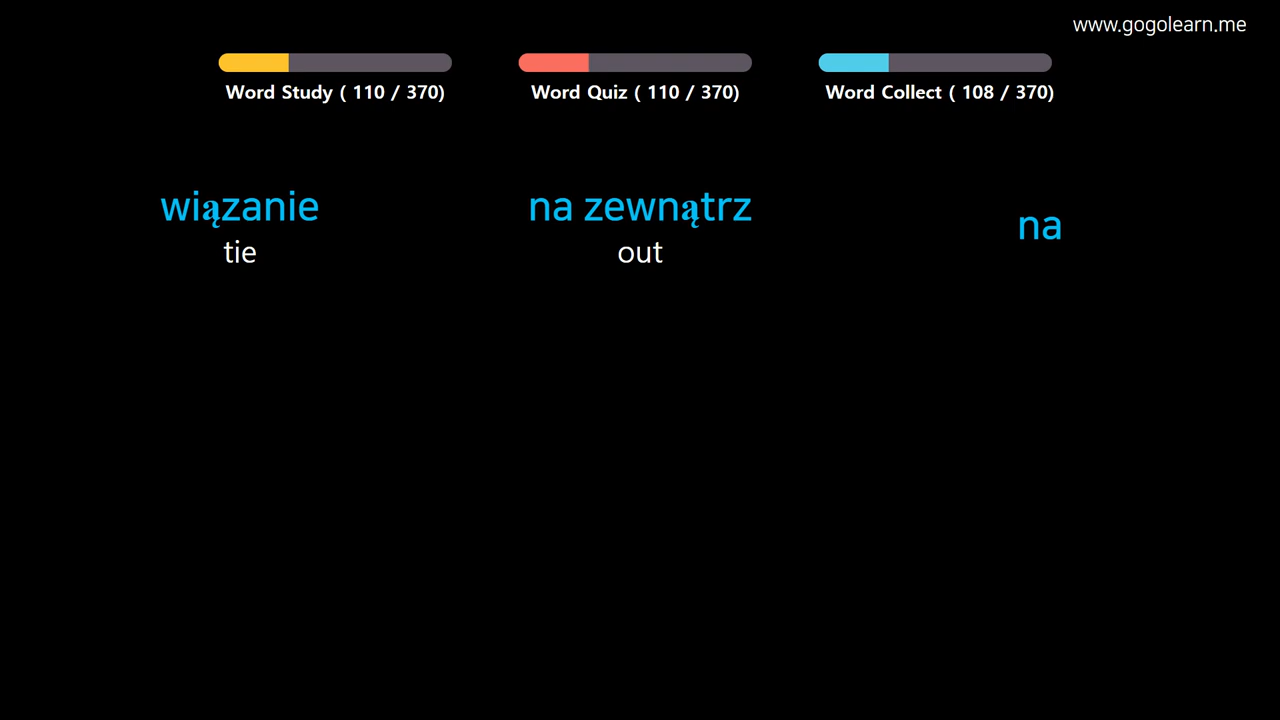 www.gogolearn.me
Word Study ( 110 / 370)
Word Quiz ( 110 / 370)
Word Collect ( 108 / 370)
wiązanie
tie
na zewnątrz
out
na